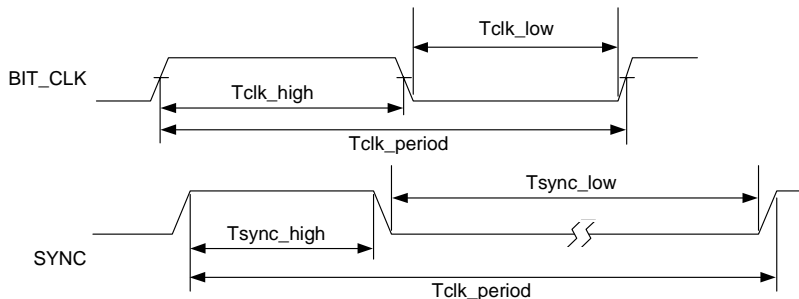 Tclk_low
BIT_CLK
Tclk_high
Tclk_period
Tsync_low
Tsync_high
SYNC
Tclk_period